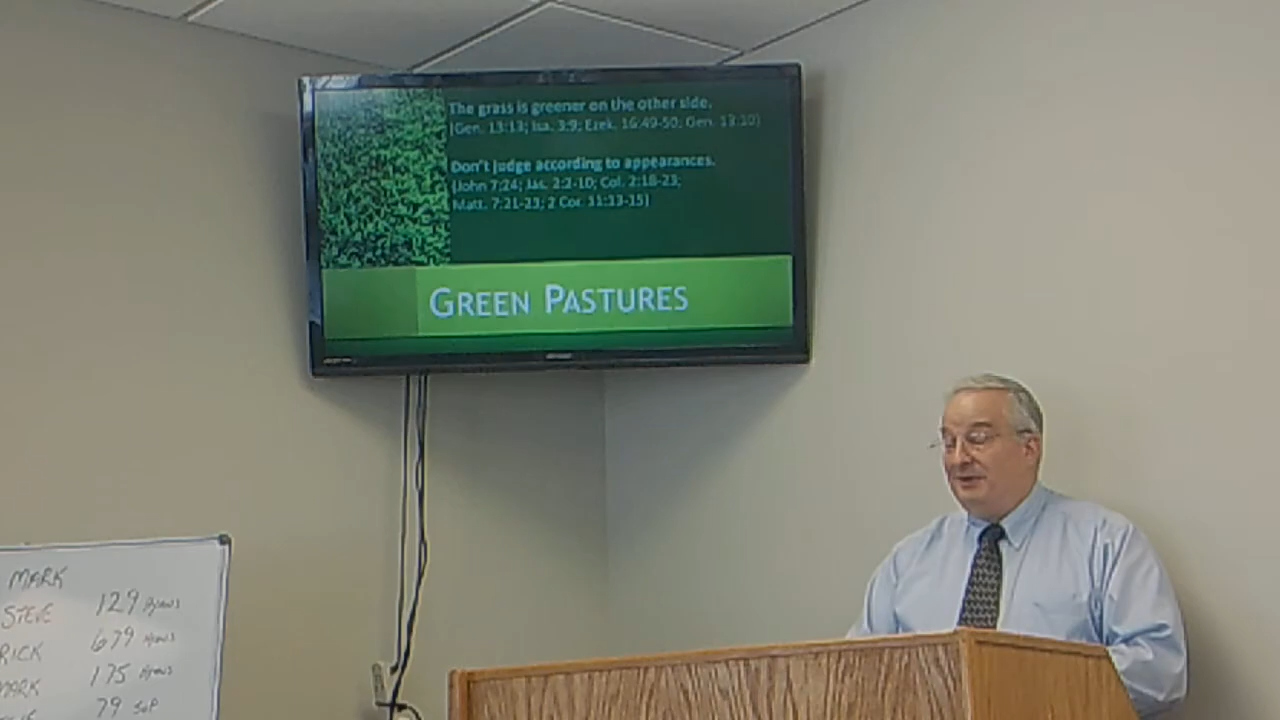 The grass is greener on the other side.
(Gen. 13:13; Isa. 3:9; Ezek. 16:49-50; Gen. 13:10)
Don't judge according to appearances.
(John 7:24; Jas. 2:2-10; Col. 2:18-23;
Matt. 7:21-23; 2 Cor. 11:13-15)
GREEN PASTURES
MARK
STEVE 129
RICK 679
MARK 175
79